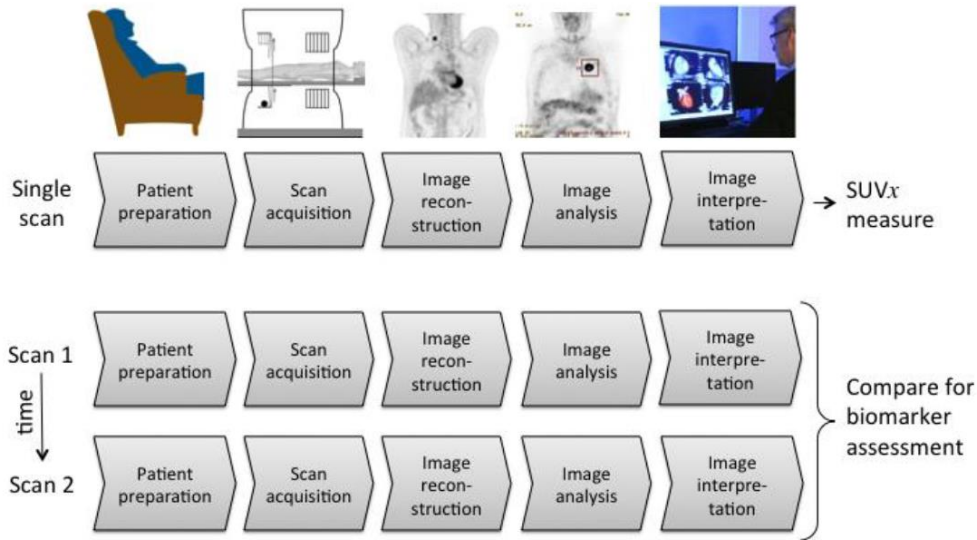 Single
scan
Patient
preparation
Scan
acquisition
Image
recon-
struction
Image
analysis
Image
interpre-
tation
SUVx
measure
Scan 1
Patient
preparation
Scan
acquisition
Image
recon-
struction
Image
analysis
Image
interpre-
tation
time
Scan 2
Patient
preparation
Scan
acquisition
Image
recon-
struction
Image
analysis
Image
interpre-
tation
Compare for
biomarker
assessment